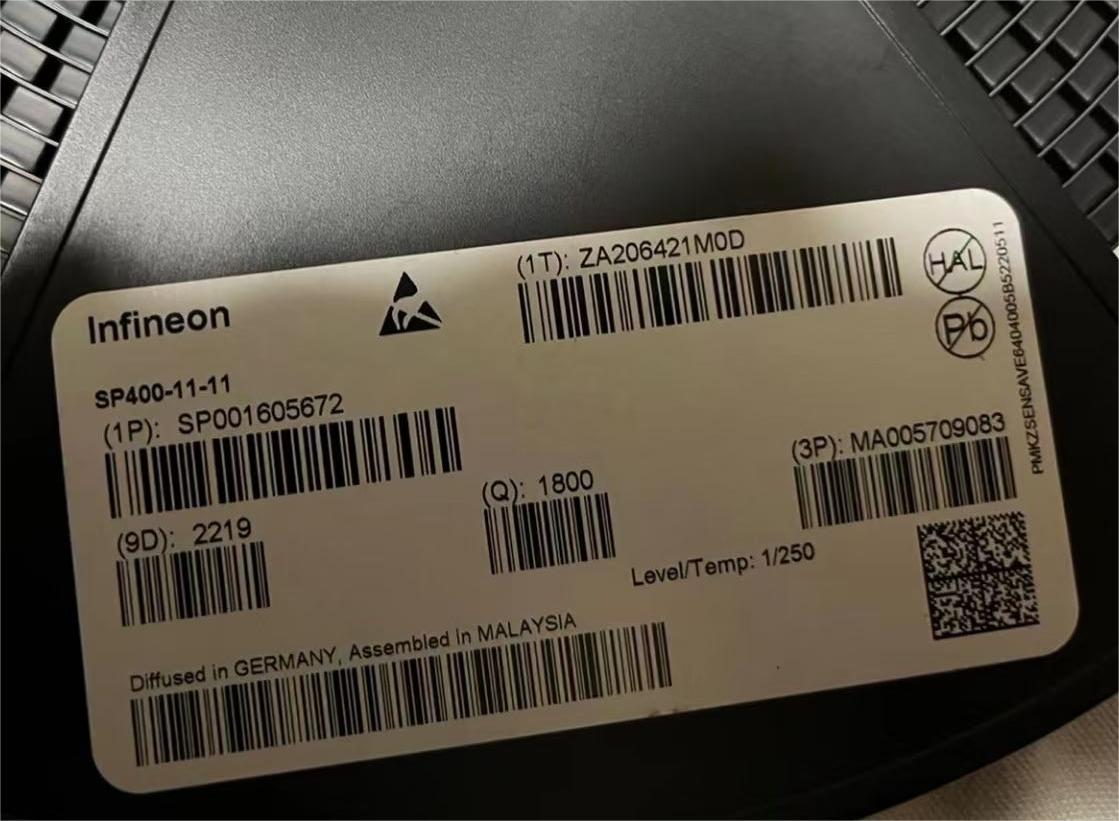 Infineon
(1T): ZA206421M0D
HAL
Pb
PMKZSENSAVE6404005B5220511
SP400-11-11
(1P): SP001605672
(9D): 2219
(Q): 1800
(3P): MA005709083
Level/Temp: 1/250
Diffused in GERMANY, Assembled in MALAYSIA